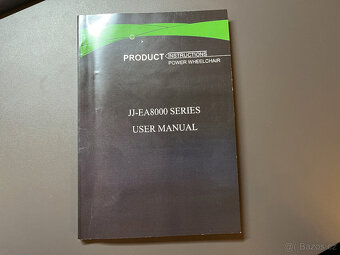 PRODUCT INSTRUCTIONS
POWER WHEELCHAIR
JJ-EA8000 SERIES
USER MANUAL